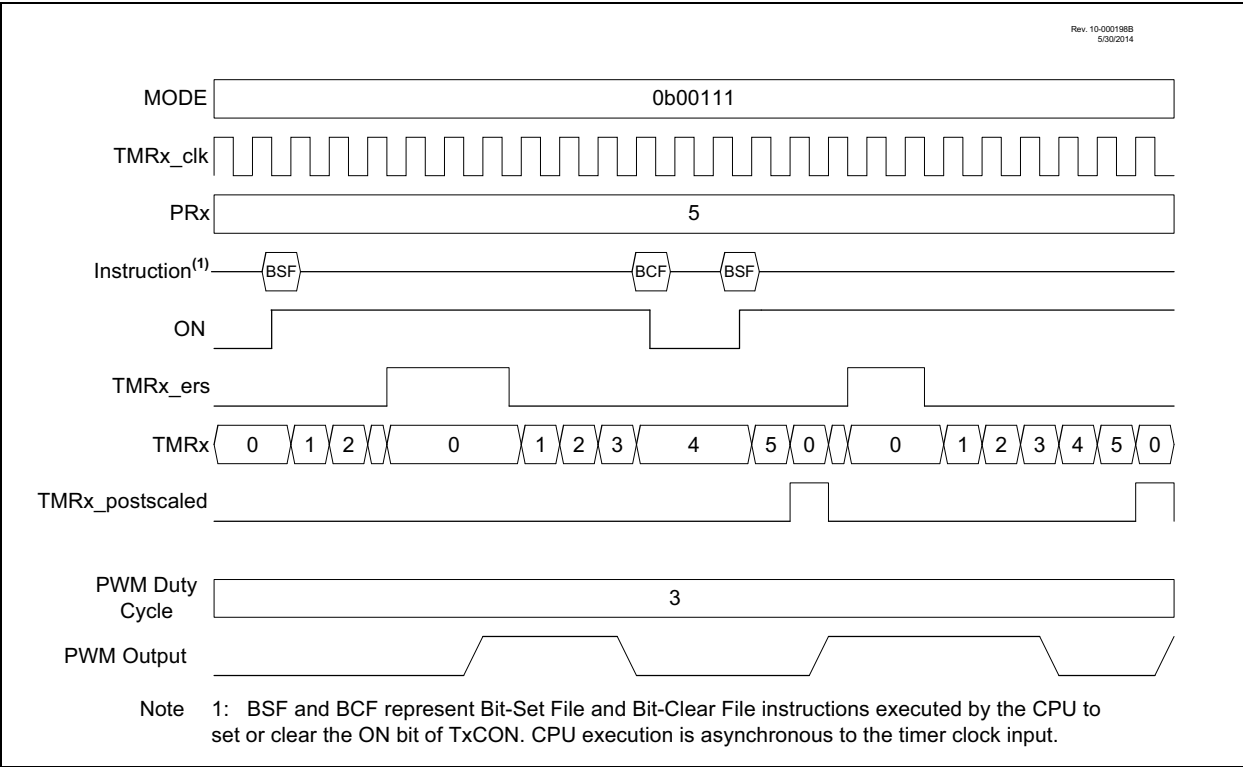 Rev. 10-000198B
5/30/2014
MODE 0b00111
TMRx_clk
PRx 5
Instruction(1) BSF BCF BSF
ON
TMRx_ers
TMRx 0 1 2 0 1 2 3 4 5 0 0 1 2 3 4 5 0
TMRx_postscaled
PWM Duty
Cycle 3
PWM Output
Note 1: BSF and BCF represent Bit-Set File and Bit-Clear File instructions executed by the CPU to
set or clear the ON bit of TxCON. CPU execution is asynchronous to the timer clock input.